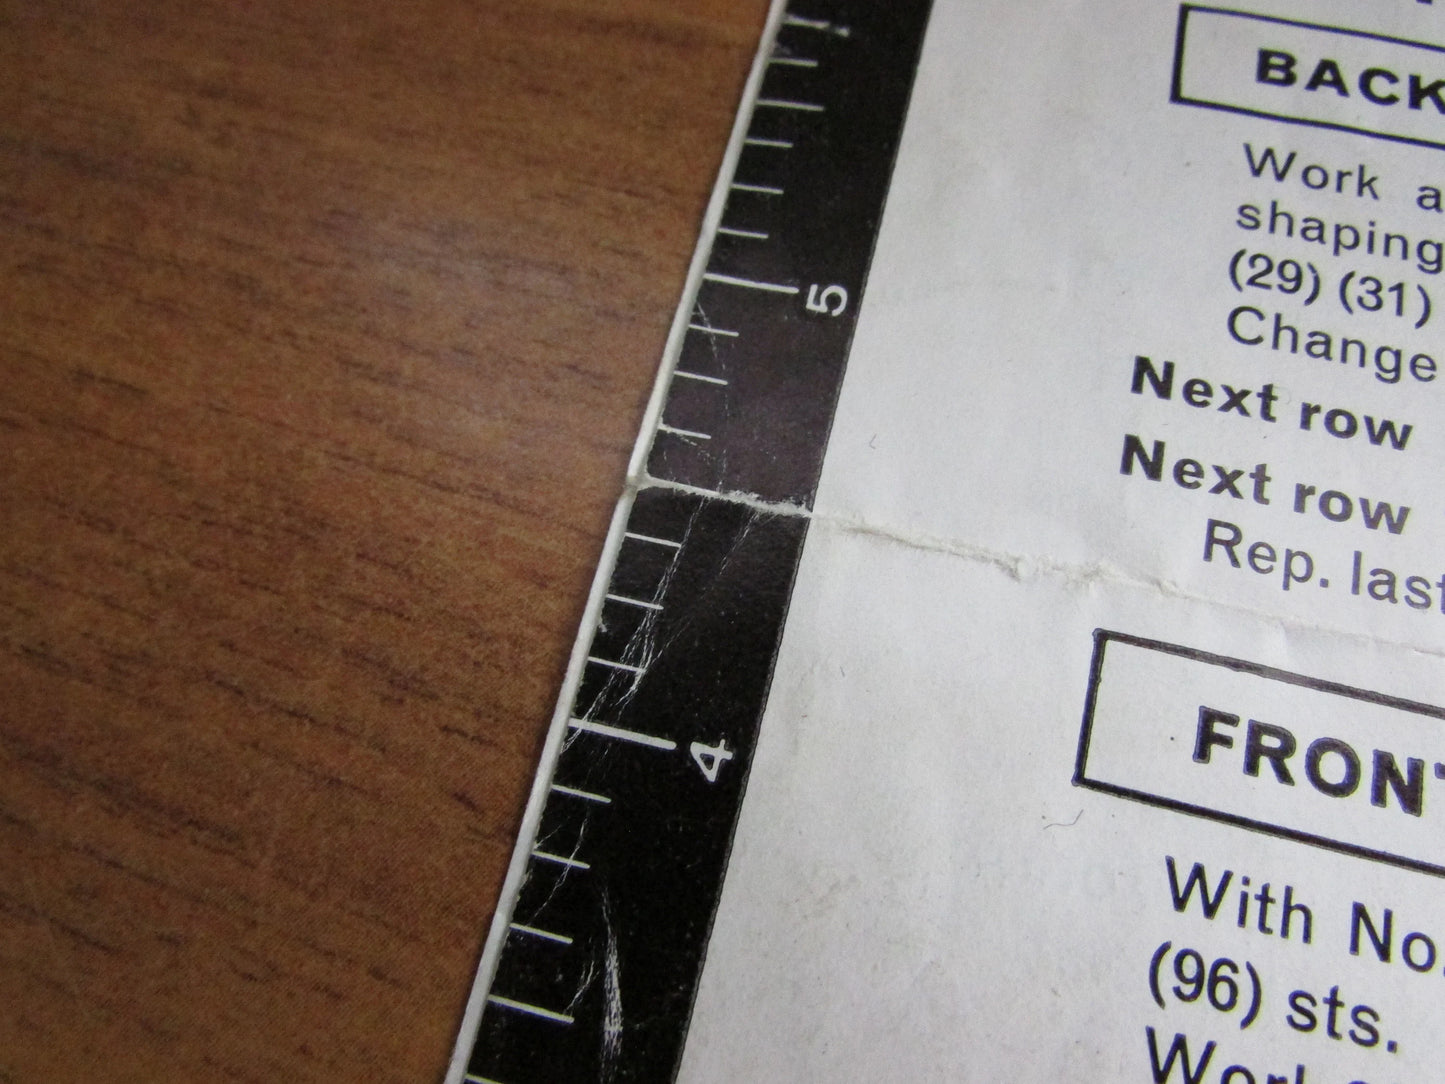 BACK
Work a
shaping
(29) (31)
Change
Next row
Next row
Rep. last
FRONT
With No.
(96) sts.
Work
5
4